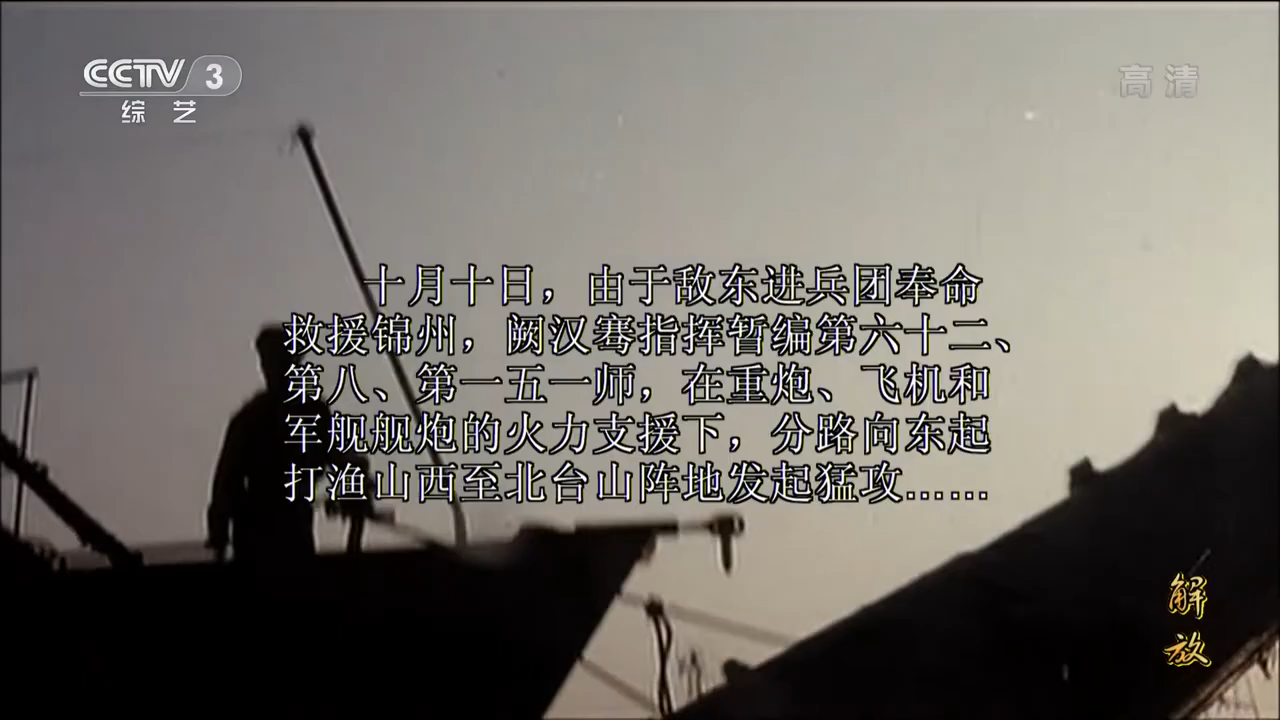 CCTV 3
综艺
高清
十月十日，由于敌东进兵团奉命
救援锦州，阙汉骞指挥暂编第六十二、
第八、第一五一师，在重炮、飞机和
军舰舰炮的火力支援下，分路向东起
打渔山西至北台山阵地发起猛攻……
解
放